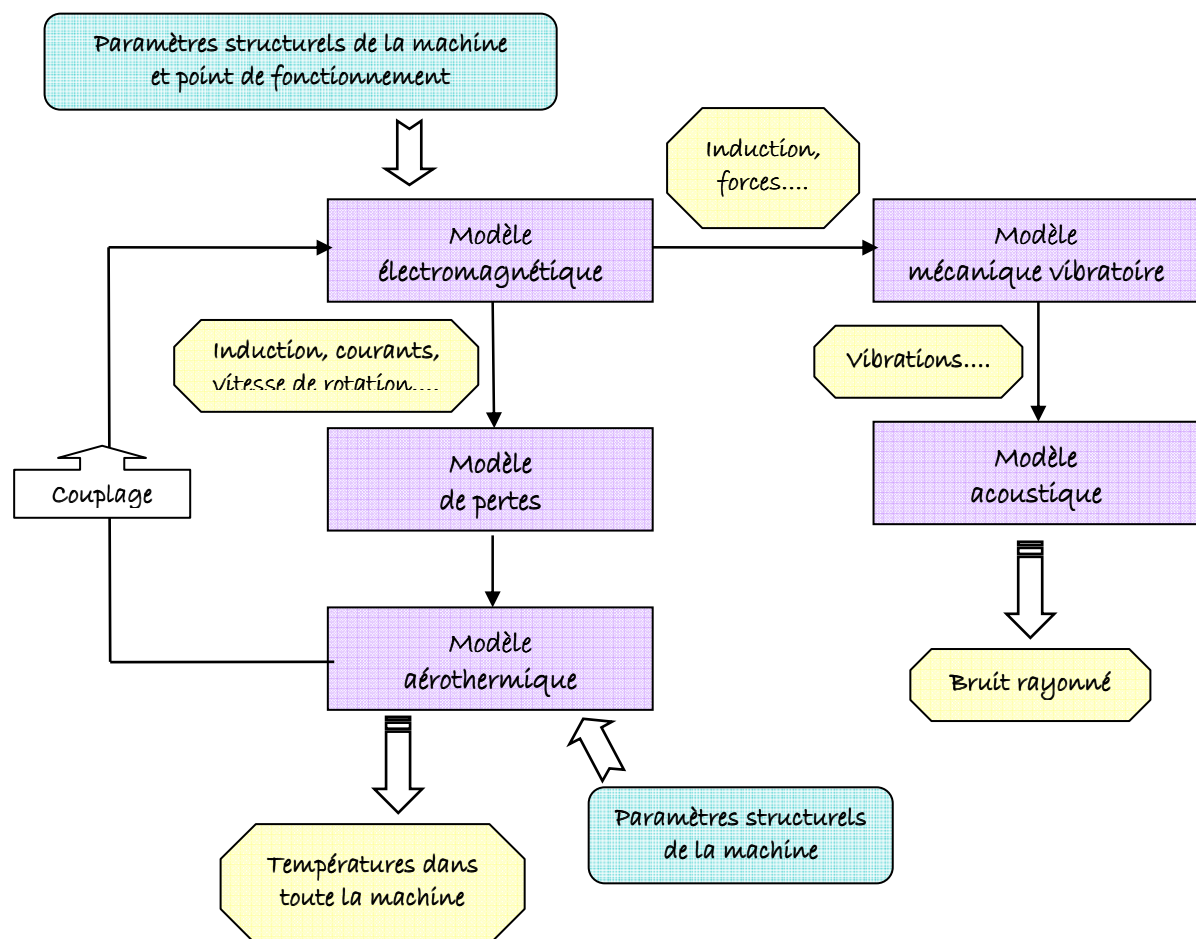 Paramètres structurels de la machine
et point de fonctionnement
Induction,
forces....
Modèle
électromagnétique
Modèle
mécanique vibratoire
Induction, courants,
vitesse de rotation....
Vibrations....
Couplage
Modèle
de pertes
Modèle
acoustique
Modèle
aérothermique
Bruit rayonné
Paramètres structurels
de la machine
Températures dans
toute la machine